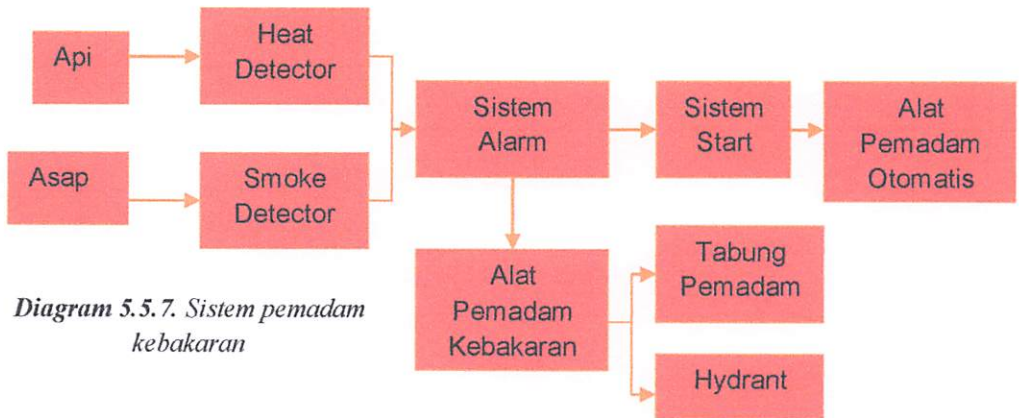 Api
Heat
Detector
Asap
Smoke
Detector
Sistem
Alarm
Sistem
Start
Alat
Pemadam
Otomatis
Alat
Pemadam
Kebakaran
Tabung
Pemadam
Hydrant
Diagram 5.5.7. Sistem pemadam
kebakaran